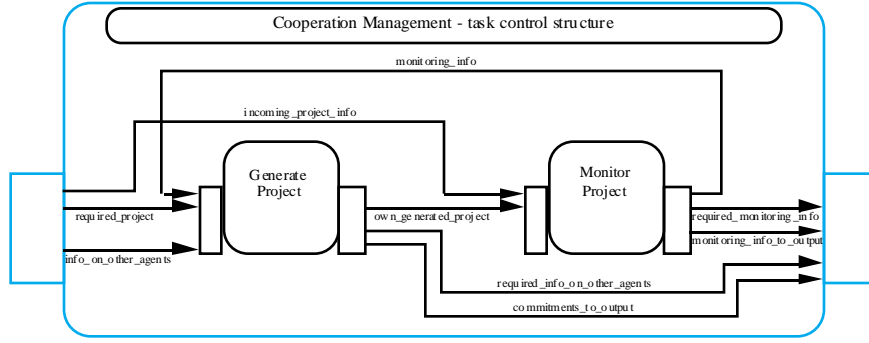 Cooperation Management - task control structure
monitoring_info
incoming_project_info
Generate
Project
Monitor
Project
required_project
own_generated_project
required_monitoring_info
monitoring_info_to_output
info_on_other_agents
required_info_on_other_agents
commitments_to_output